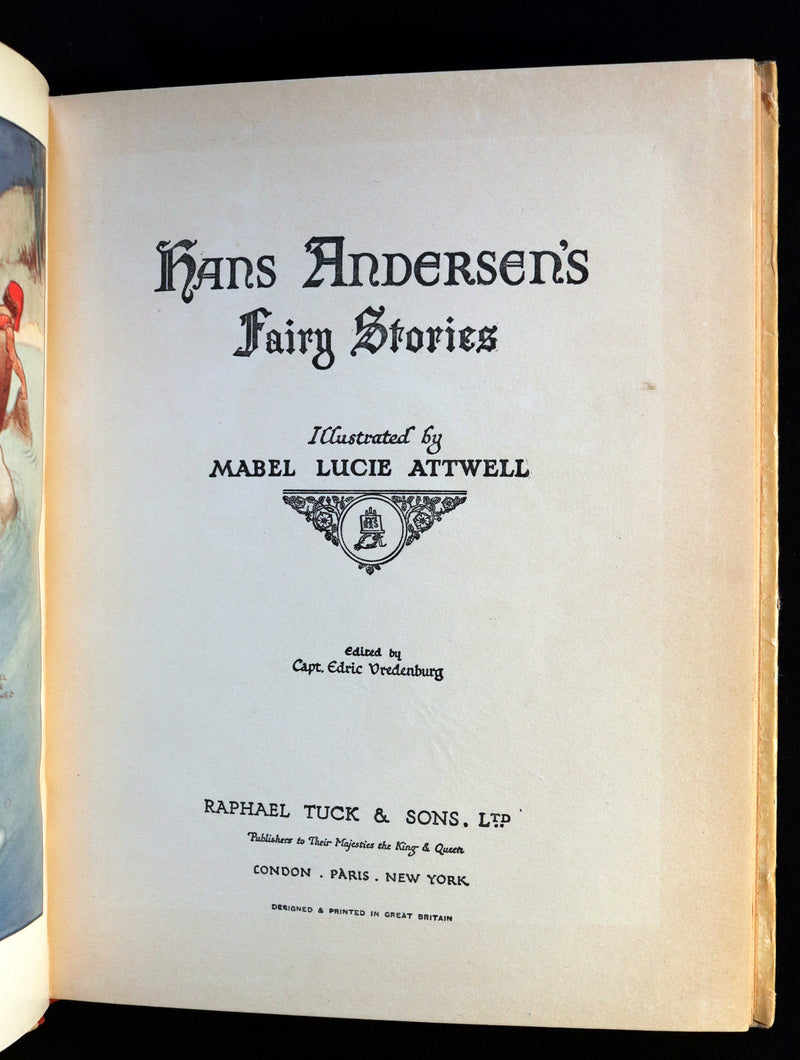 Hans Andersen's
Fairy Stories
Illustrated by
MABEL LUCIE ATTWELL
Edited by
Capt. Edric Vredenburg
RAPHAEL TUCK & SONS. LTD
Publishers to Their Majesties the King & Queen
LONDON . PARIS . NEW YORK
DESIGNED & PRINTED IN GREAT BRITAIN